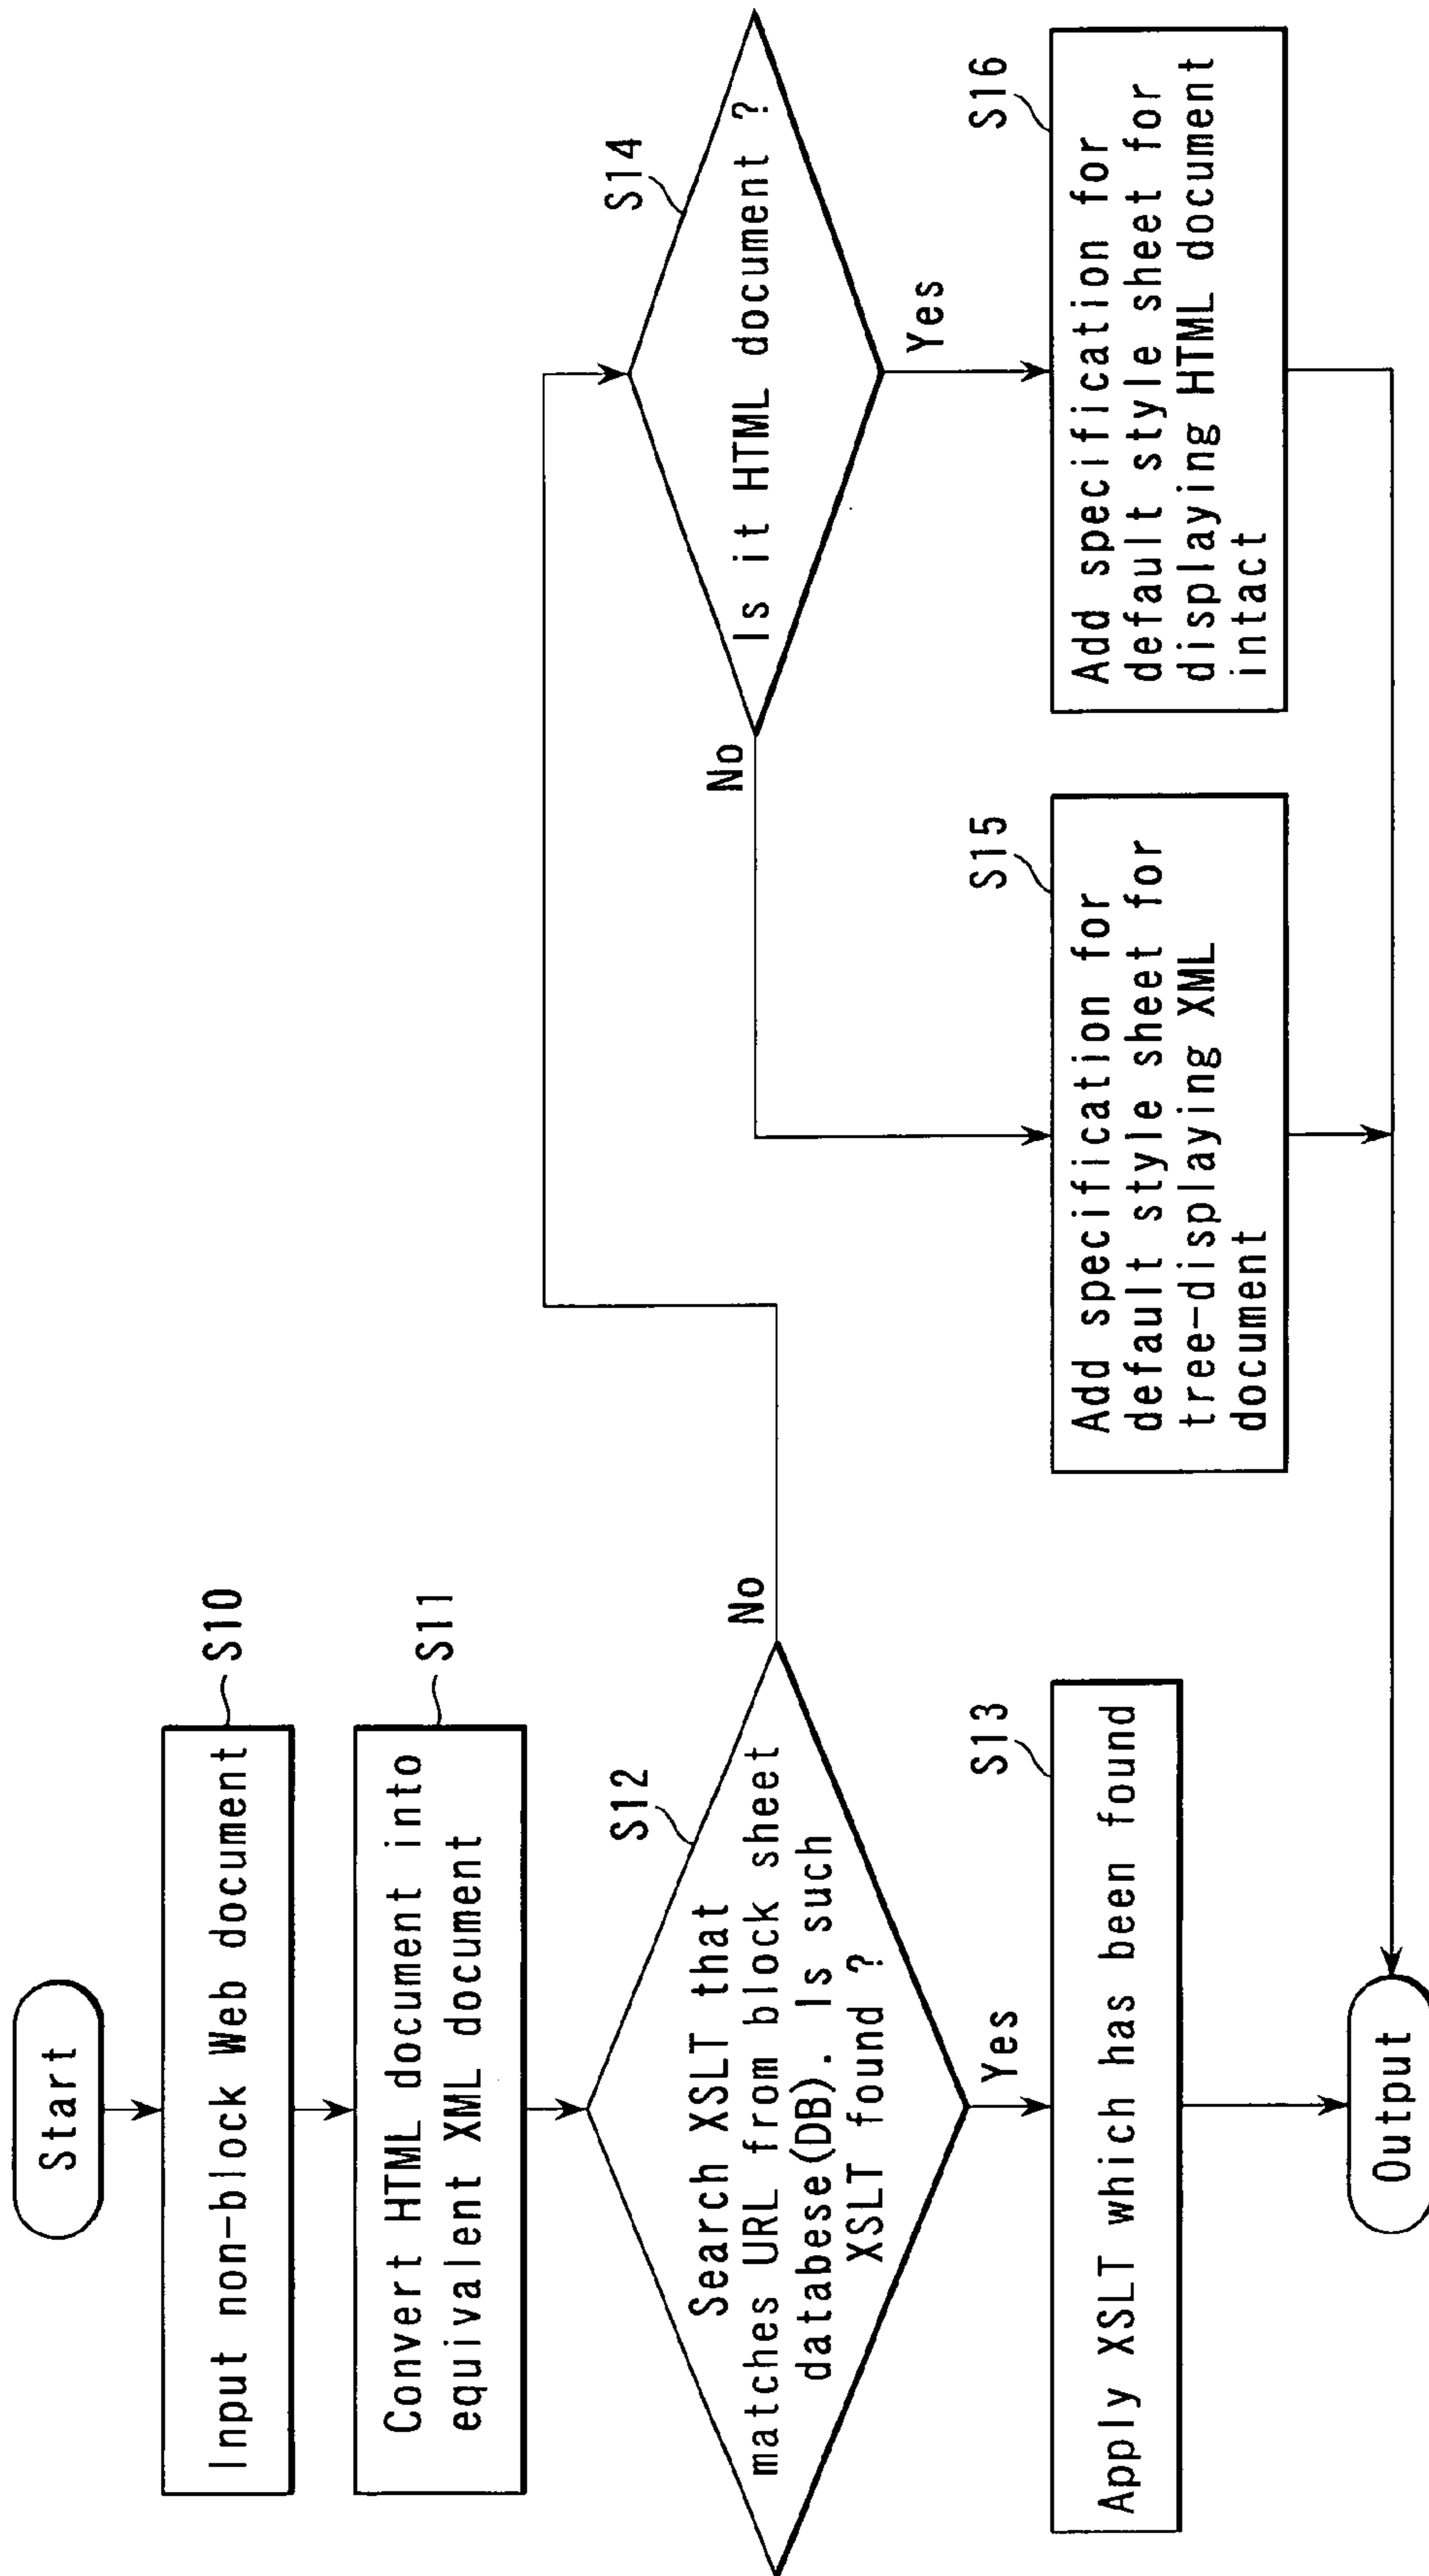 Start
Input non-block Web document
S10
Convert HTML document into
equivalent XML document
S11
Search XSLT that
matches URL from block sheet
databese(DB). Is such
XSLT found ?
S12
No
Yes
Apply XSLT which has been found
S13
Is it HTML document ?
S14
No
Yes
Add specification for
default style sheet for
tree-displaying XML
document
S15
Add specification for
default style sheet for
displaying HTML document
intact
S16
Output